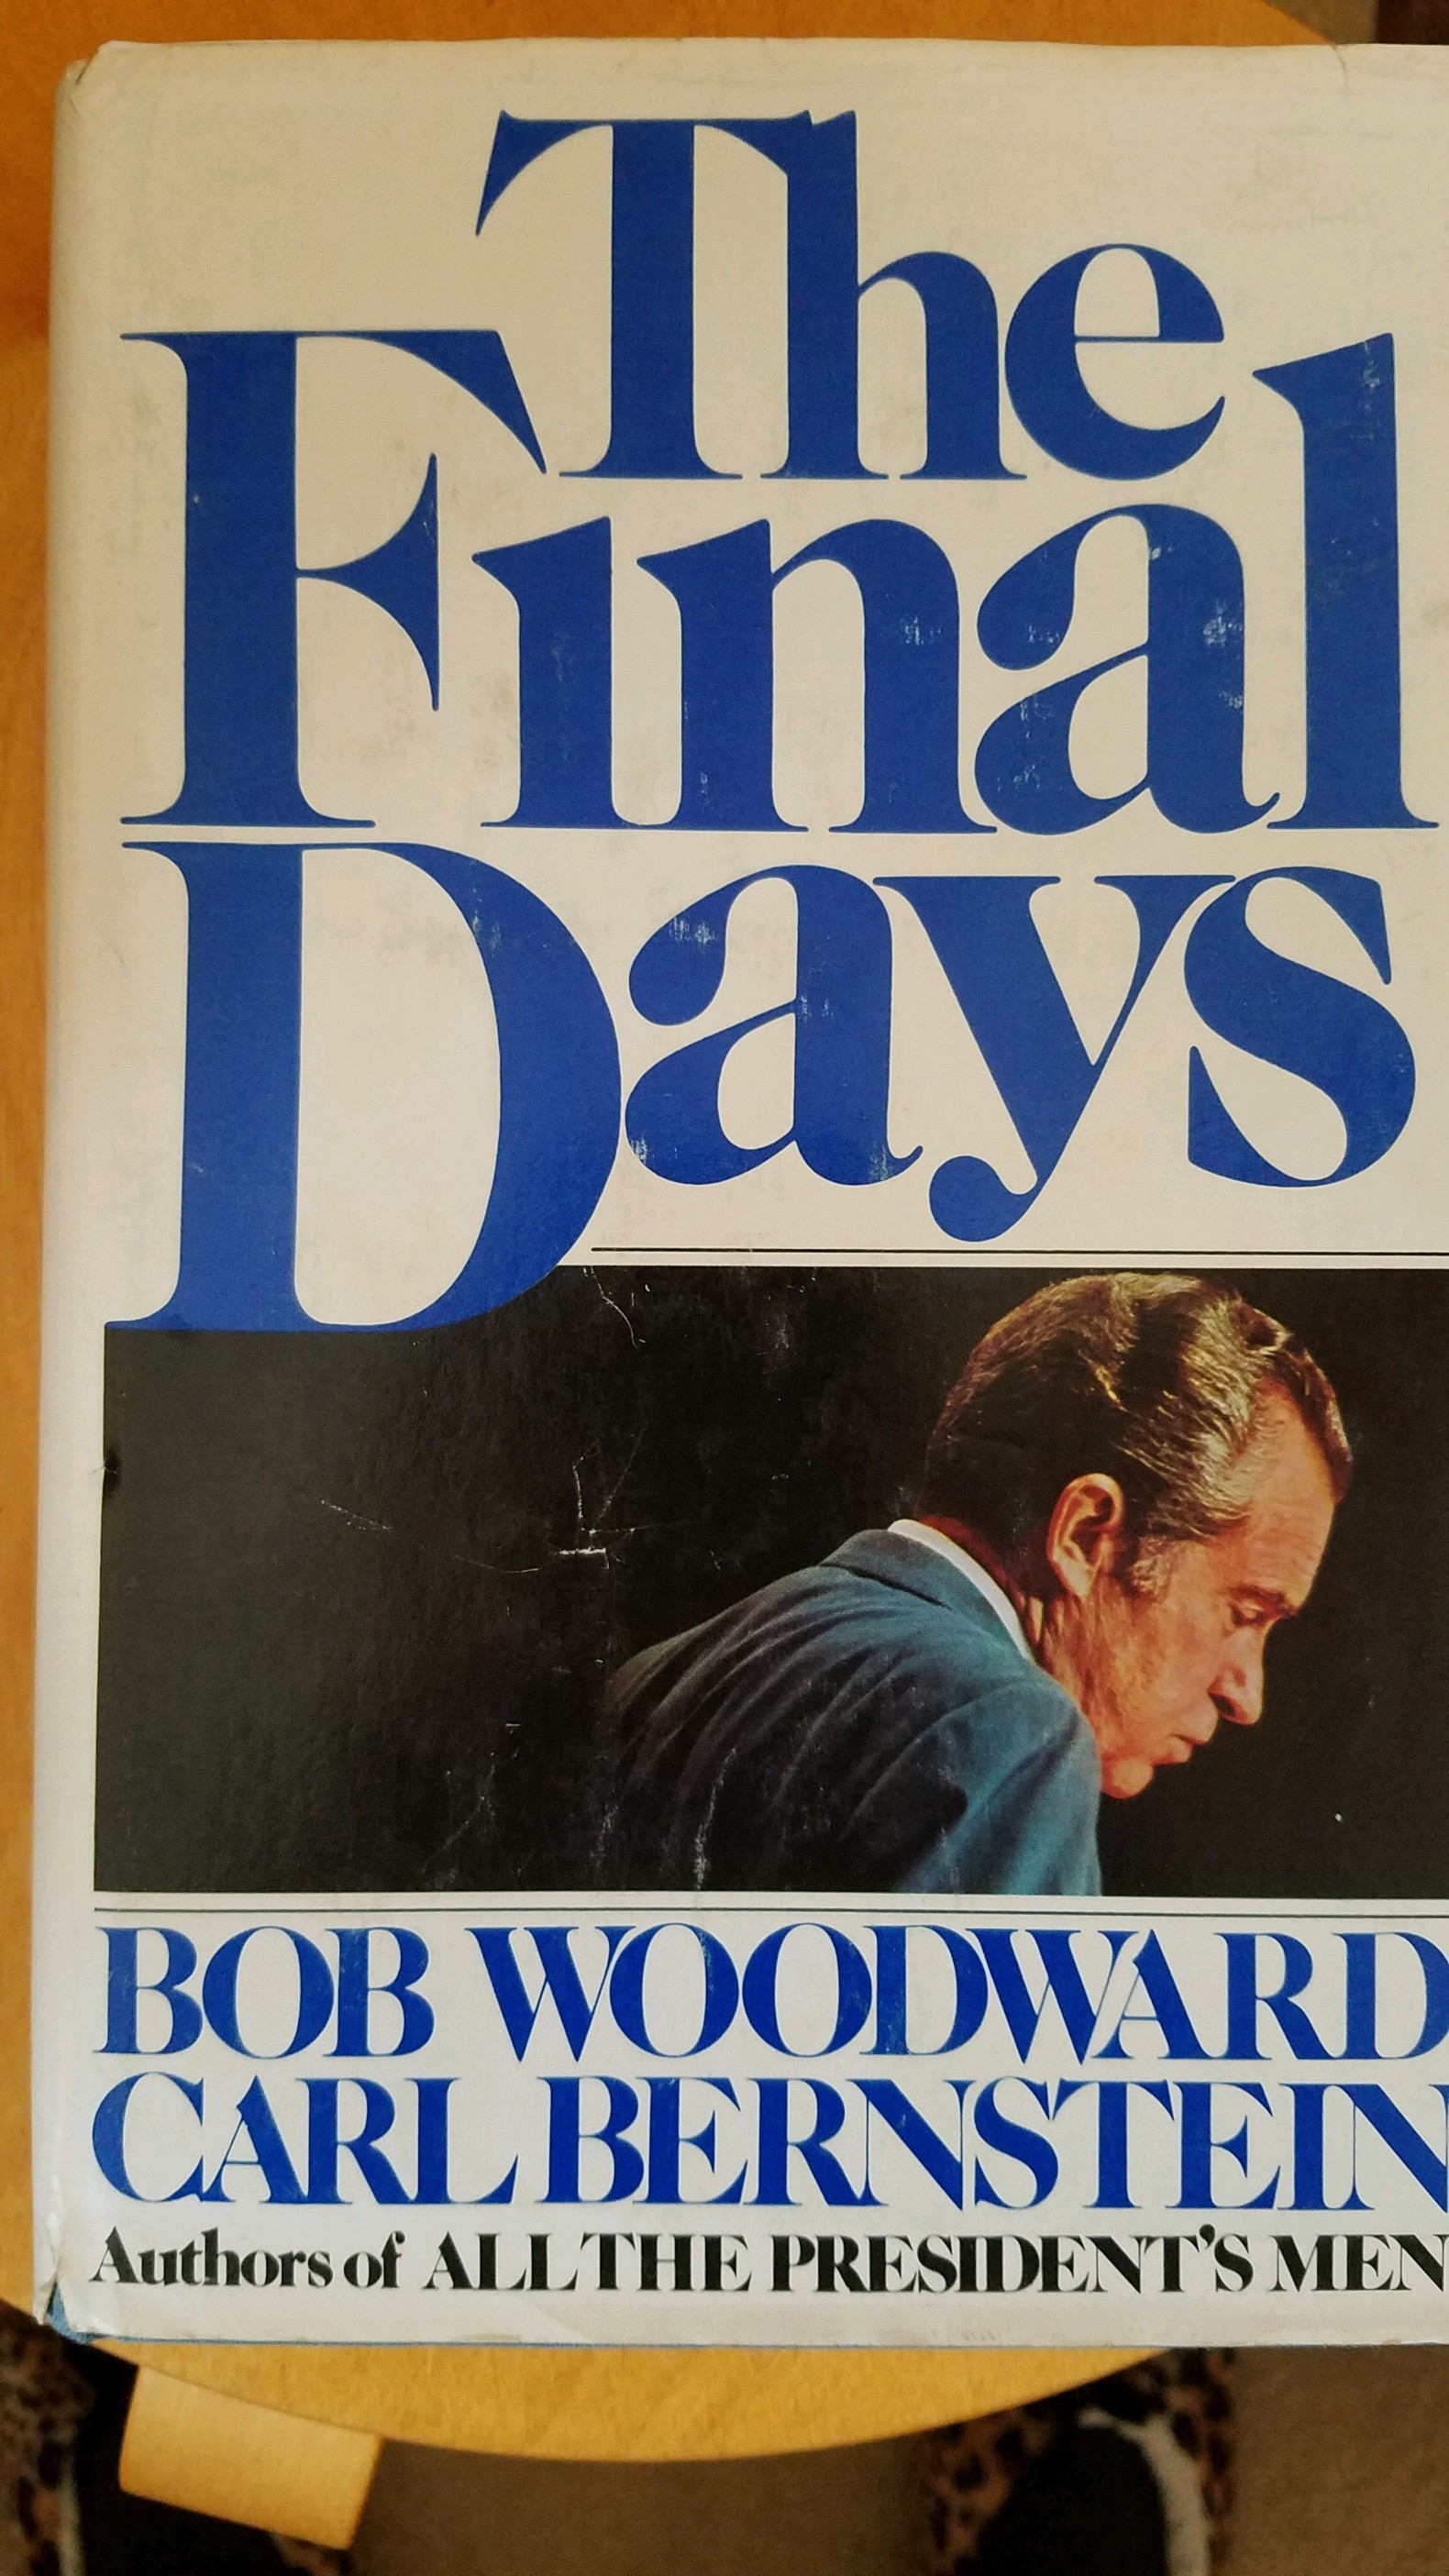 The
Final
Days
BOB WOODWARD
CARL BERNSTEIN
Authors of ALL THE PRESIDENT'S MEN